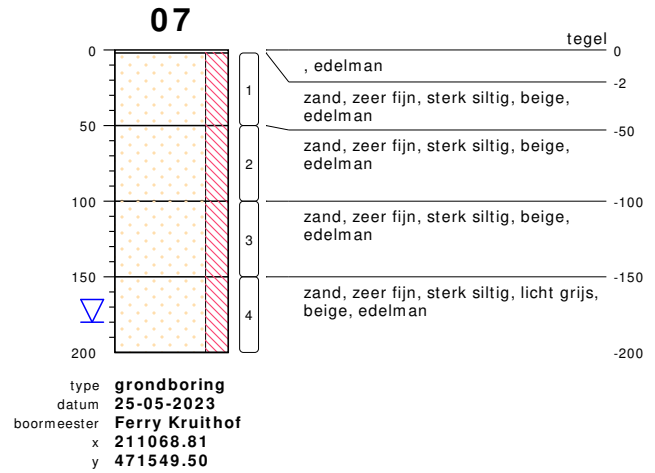 07
tegel
0
0
, edelman
-2
1
zand, zeer fijn, sterk siltig, beige,
edelman
50
-50
zand, zeer fijn, sterk siltig, beige,
edelman
2
100
-100
zand, zeer fijn, sterk siltig, beige,
edelman
3
150
-150
zand, zeer fijn, sterk siltig, licht grijs,
beige, edelman
4
200
-200
type grondboring
datum 25-05-2023
boormeester Ferry Kruithof
x 211068.81
y 471549.50